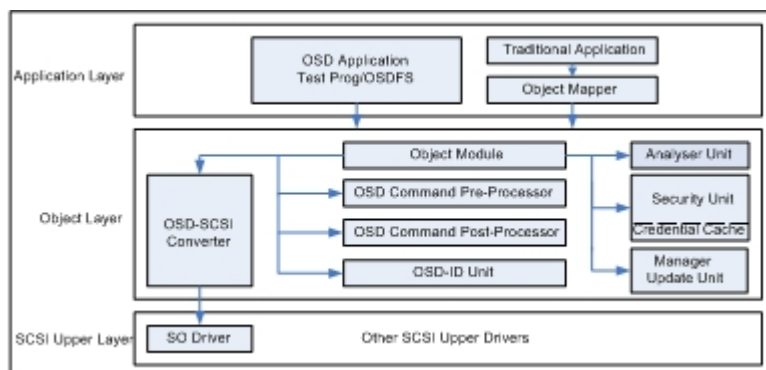 Application Layer
OSD Application
Test Prog/OSDFS
Traditional Application
Object Mapper
Object Layer
Object Module
Analyser Unit
OSD-SCSI
Converter
OSD Command Pre-Processor
Security Unit
Credential Cache
OSD Command Post-Processor
OSD-ID Unit
Manager
Update Unit
SCSI Upper Layer
SO Driver
Other SCSI Upper Drivers